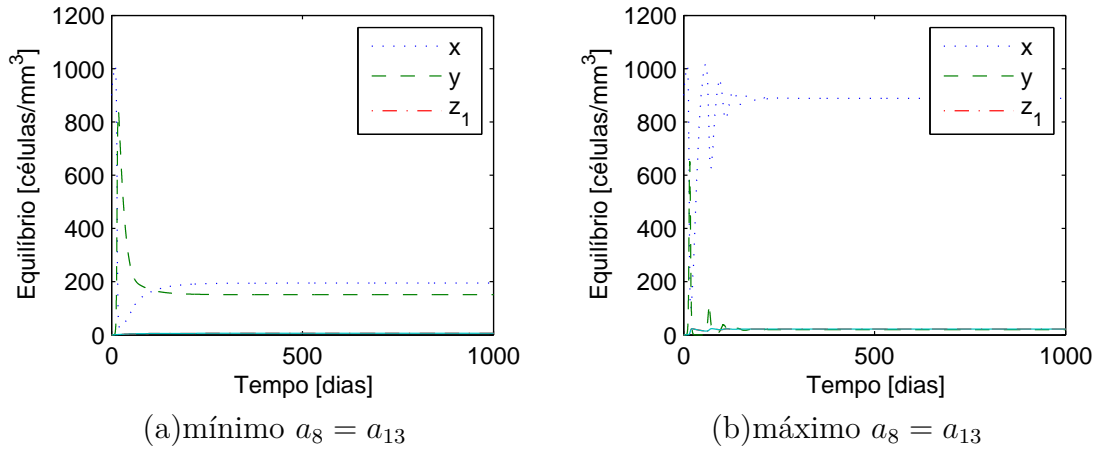 1200
1000
800
600
400
200
0
Equilíbrio [células/mm³]
x
y
z₁
0 500 1000
Tempo [dias]
(a)mínimo a₈ = a₁₃
1200
1000
800
600
400
200
0
Equilíbrio [células/mm³]
x
y
z₁
0 500 1000
Tempo [dias]
(b)máximo a₈ = a₁₃